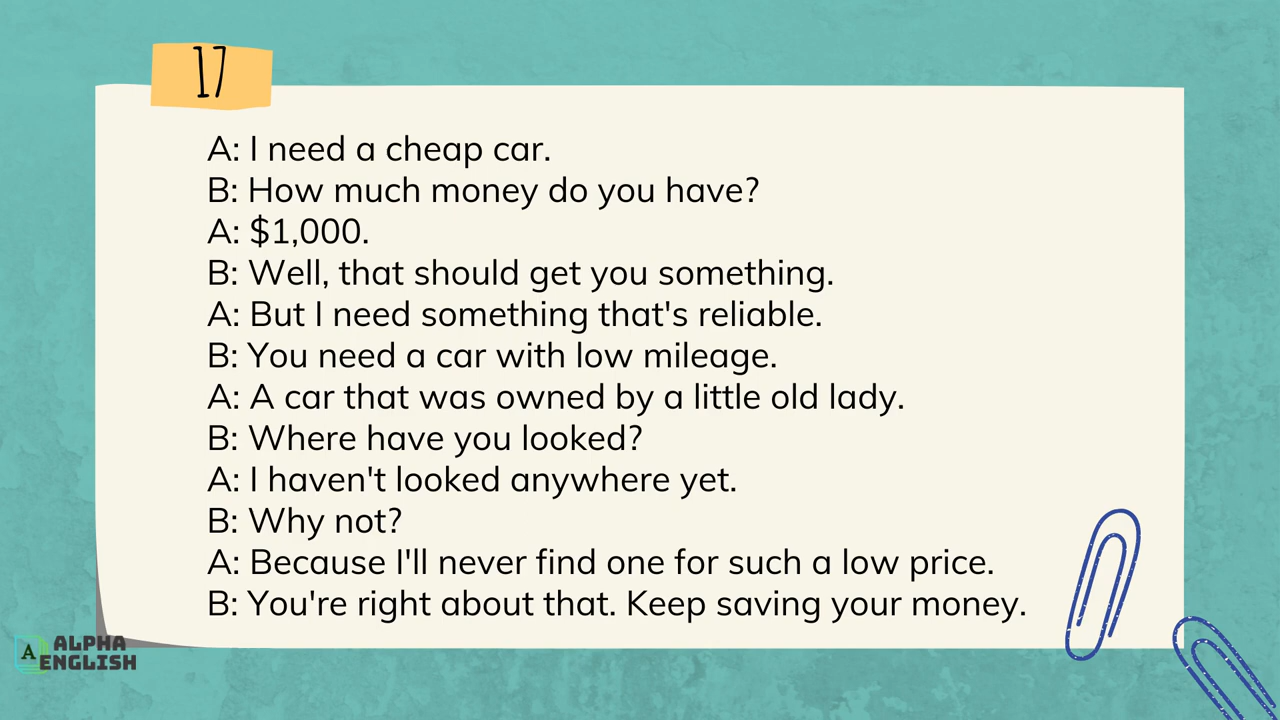 17
A: I need a cheap car.
B: How much money do you have?
A: $1,000.
B: Well, that should get you something.
A: But I need something that's reliable.
B: You need a car with low mileage.
A: A car that was owned by a little old lady.
B: Where have you looked?
A: I haven't looked anywhere yet.
B: Why not?
A: Because I'll never find one for such a low price.
B: You're right about that. Keep saving your money.
A ALPHA
ENGLISH